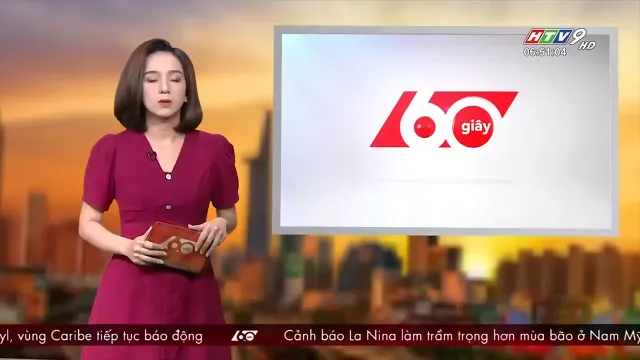 HTV9 HD
06:51:04
60 giây
yl, vùng Caribe tiếp tục báo động 60 Cảnh báo La Nina làm trầm trọng hơn mùa bão ở Nam Mỹ